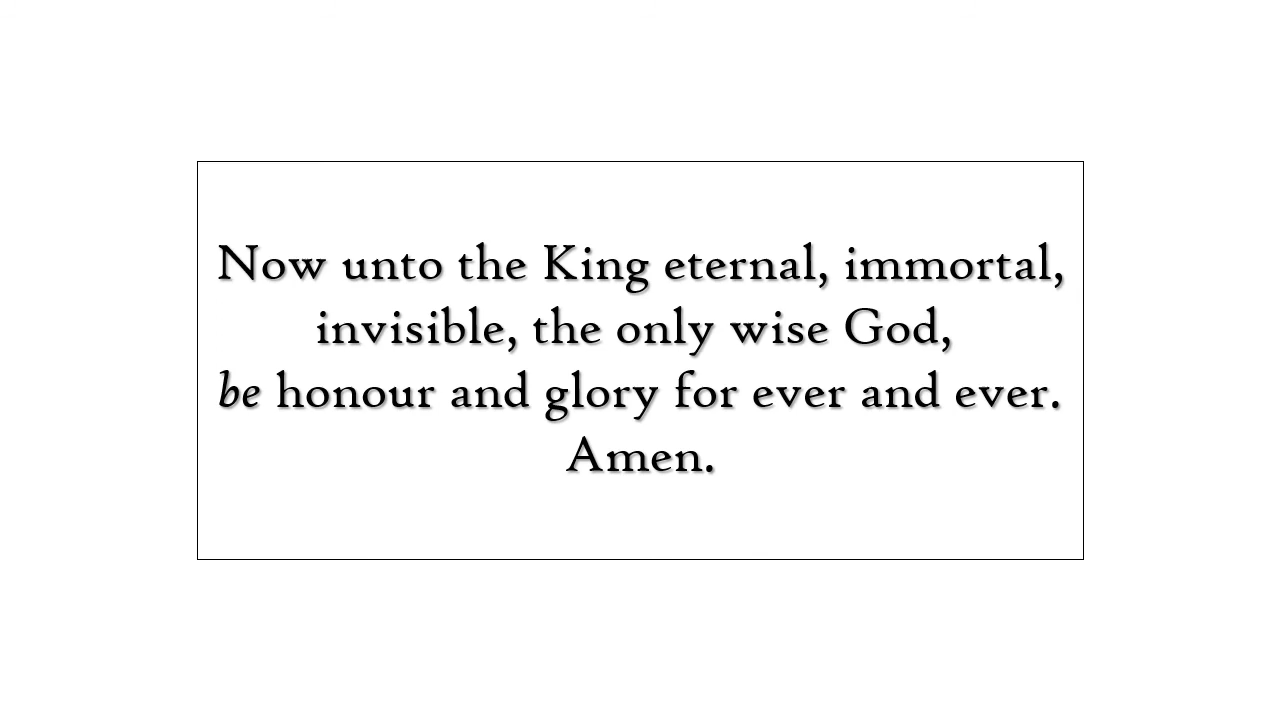 Now unto the King eternal, immortal,
invisible, the only wise God,
be honour and glory for ever and ever.
Amen.